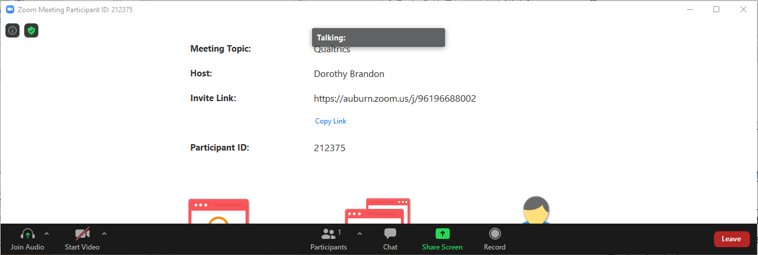 Zoom Meeting Participant ID: 212375
Talking:
Meeting Topic: Qualtrics
Host: Dorothy Brandon
Invite Link: https://auburn.zoom.us/j/96196688002
Copy Link
Participant ID: 212375
1
Join Audio Start Video Participants Chat Share Screen Record Leave